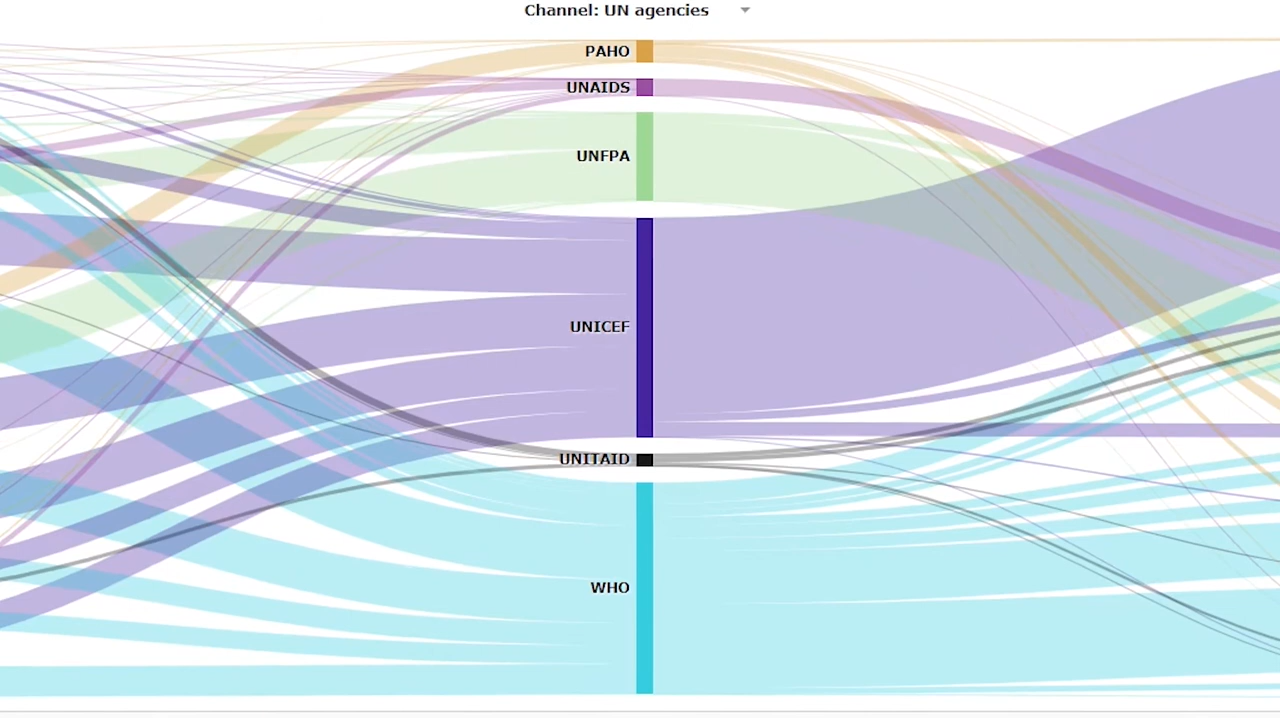 Channel: UN agencies
PAHO
UNAIDS
UNFPA
UNICEF
UNITAID
WHO